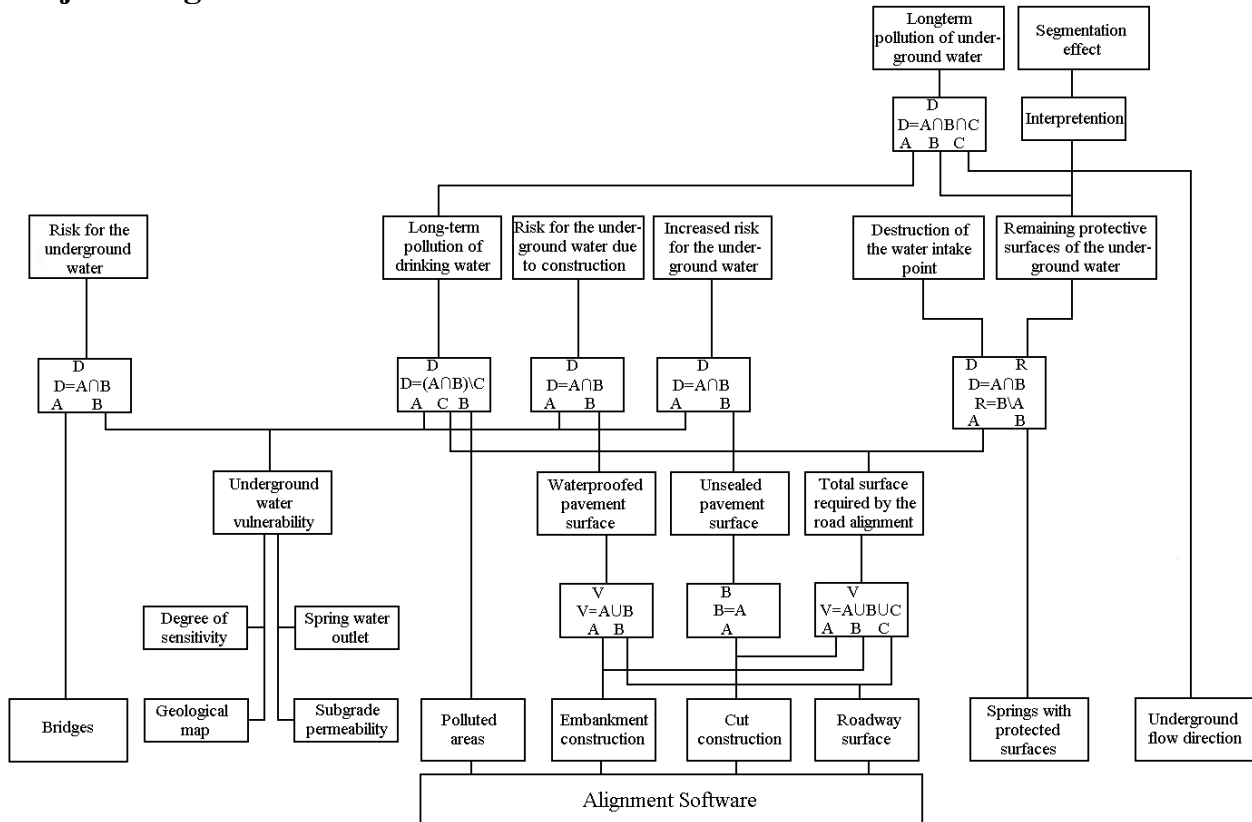 Longterm
pollution of under-
ground water
Segmentation
effect
D
D=A∩B∩C
A B C
Interpretention
Risk for the
underground
water
Long-term
pollution of
drinking water
Risk for the under-
ground water due
to construction
Increased risk
for the under-
ground water
Destruction of
the water intake
point
Remaining protective
surfaces of the under-
ground water
D
D=A∩B
A B
D
D=(A∩B)\C
A C B
D
D=A∩B
A B
D
D=A∩B
A B
D R
D=A∩B
R=B\A
A B
Underground
water
vulnerability
Waterproofed
pavement
surface
Unsealed
pavement
surface
Total surface
required by the
road alignment
V
V=A∪B
A B
B
B=A
A
V
V=A∪B∪C
A B C
Degree of
sensitivity
Spring water
outlet
Geological
map
Subgrade
permeability
Bridges
Polluted
areas
Embankment
construction
Cut
construction
Roadway
surface
Springs with
protected
surfaces
Underground
flow direction
Alignment Software